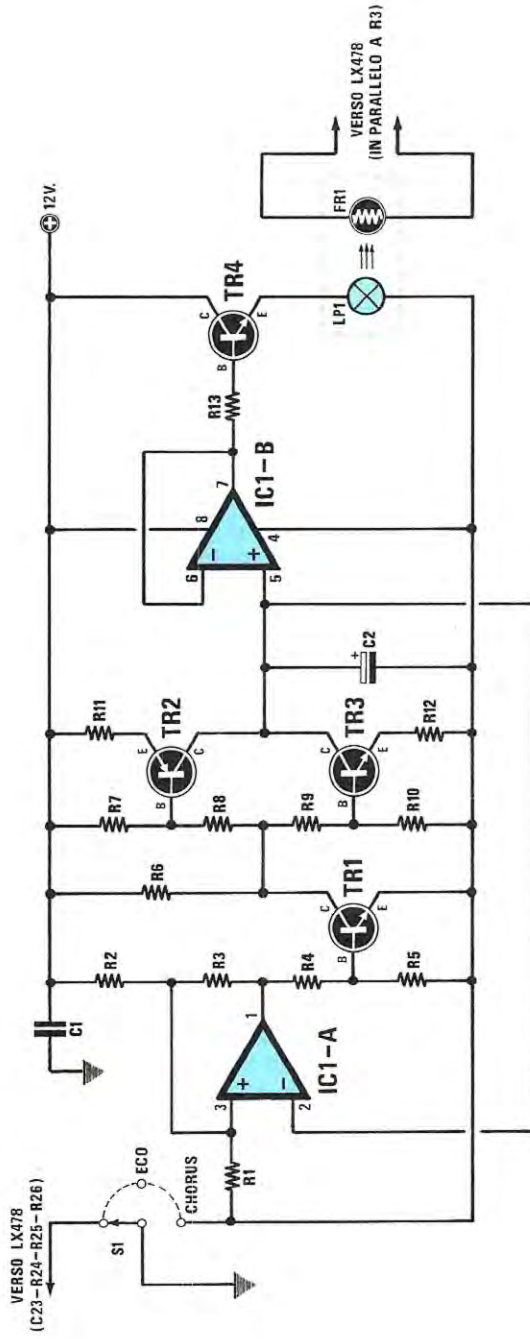 VERSO LX478
(C23-R24-R25-R26)
S1
ECO
CHORUS
C1
R1
R2
R3
R4
R5
3
+
2
−
1
IC1-A
R6
C
B
E
TR1
R7
R8
R9
R10
R11
E
B
C
TR2
C
B
E
TR3
R12
+
C2
6
−
5
+
8
4
7
IC1-B
R13
C
B
E
TR4
+ 12V.
LP1
FR1
VERSO LX478
(IN PARALLELO A R3)